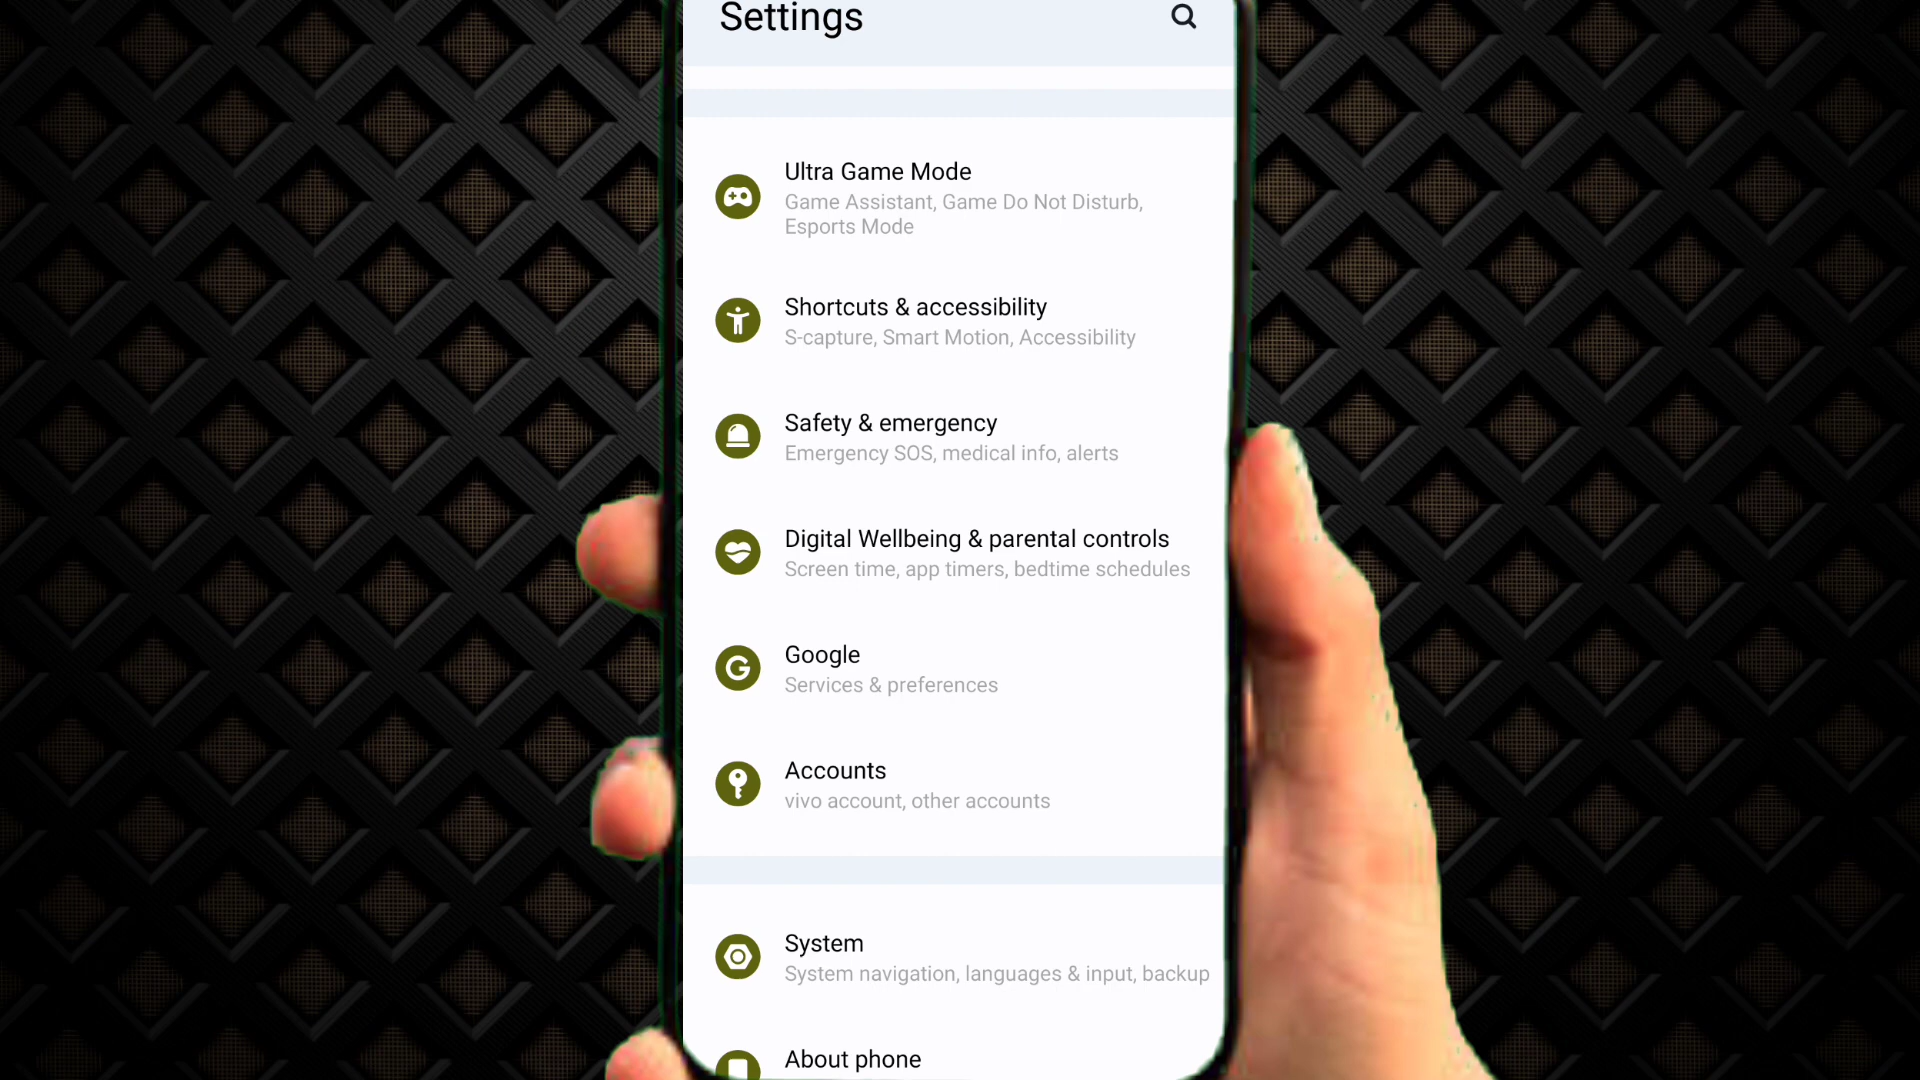 Settings
Ultra Game Mode
Game Assistant, Game Do Not Disturb,
Esports Mode
Shortcuts & accessibility
S-capture, Smart Motion, Accessibility
Safety & emergency
Emergency SOS, medical info, alerts
Digital Wellbeing & parental controls
Screen time, app timers, bedtime schedules
Google
Services & preferences
Accounts
vivo account, other accounts
System
System navigation, languages & input, backup
About phone